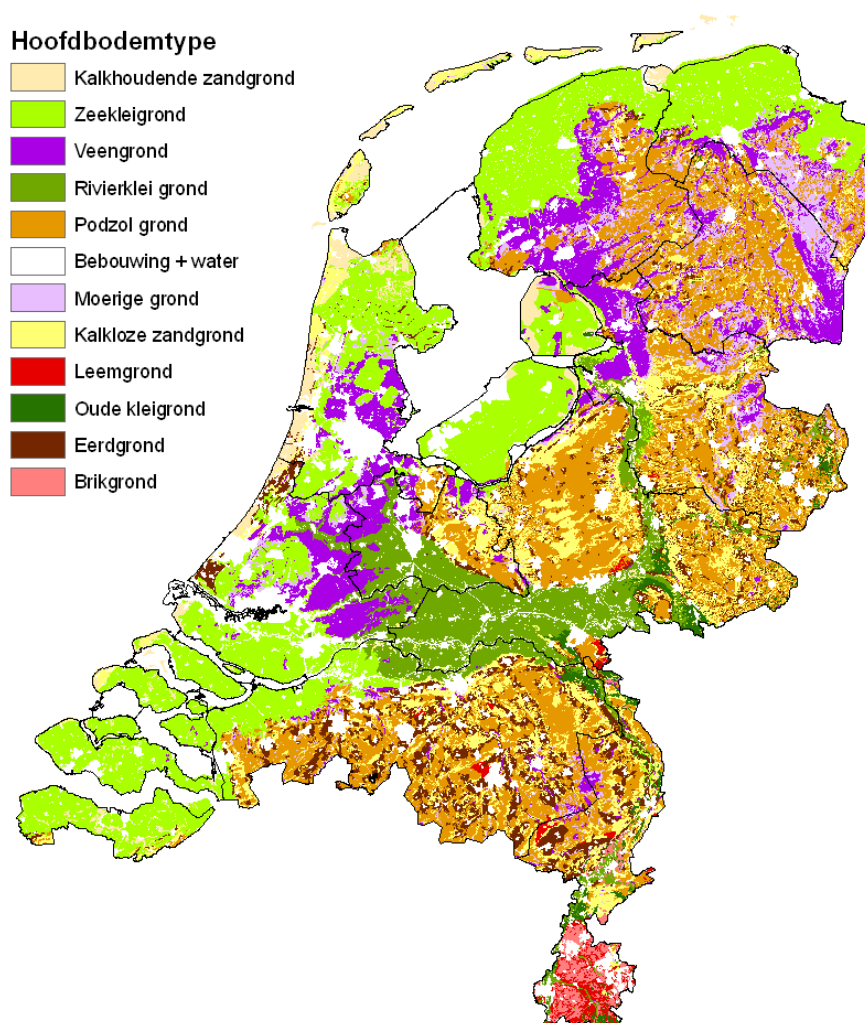 Hoofdbodemtype
Kalkhoudende zandgrond
Zeekleigrond
Veengrond
Rivierklei grond
Podzol grond
Bebouwing + water
Moerige grond
Kalkloze zandgrond
Leemgrond
Oude kleigrond
Eerdgrond
Brikgrond